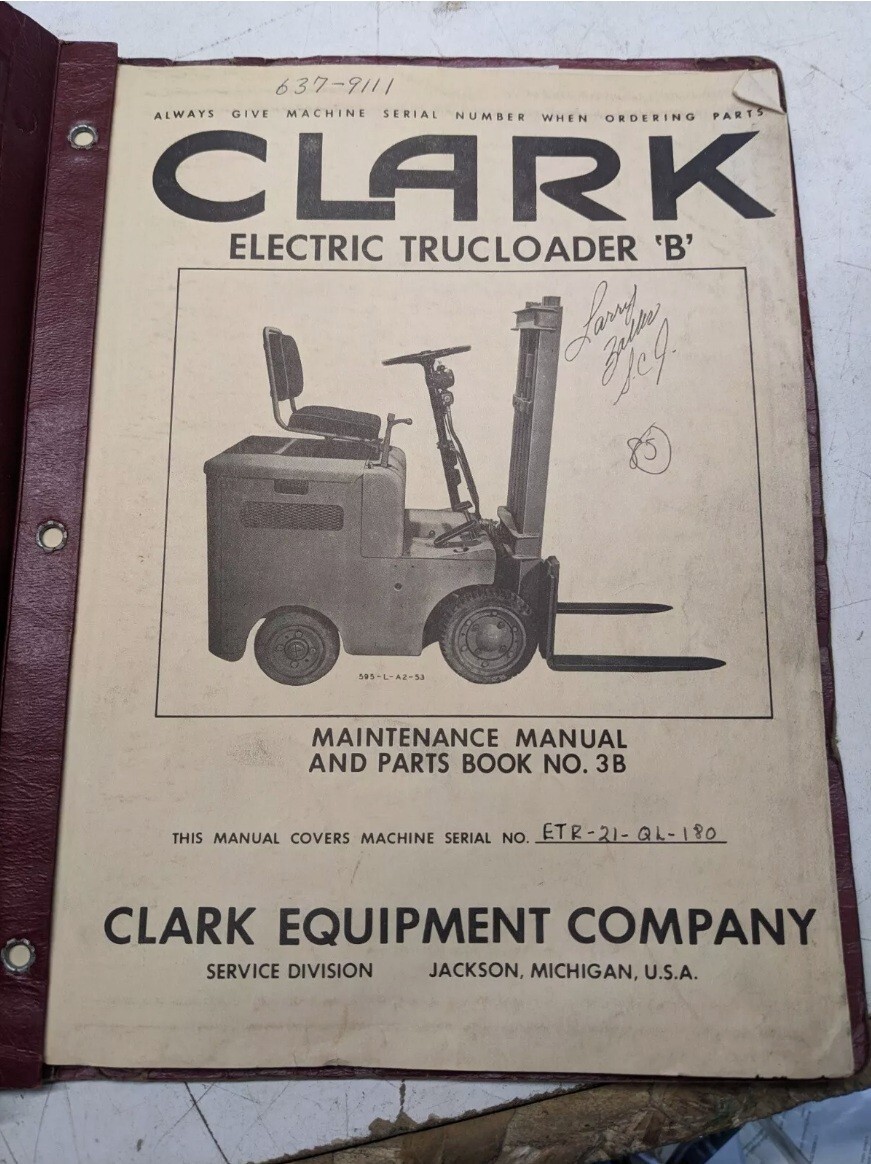 637-9111
ALWAYS GIVE MACHINE SERIAL NUMBER WHEN ORDERING PARTS
CLARK
ELECTRIC TRUCLOADER 'B'
Larry
S.C.J.
85
595-L-A2-53
MAINTENANCE MANUAL
AND PARTS BOOK NO. 3B
THIS MANUAL COVERS MACHINE SERIAL NO. ETR-21-QL-180
CLARK EQUIPMENT COMPANY
SERVICE DIVISION JACKSON, MICHIGAN, U.S.A.